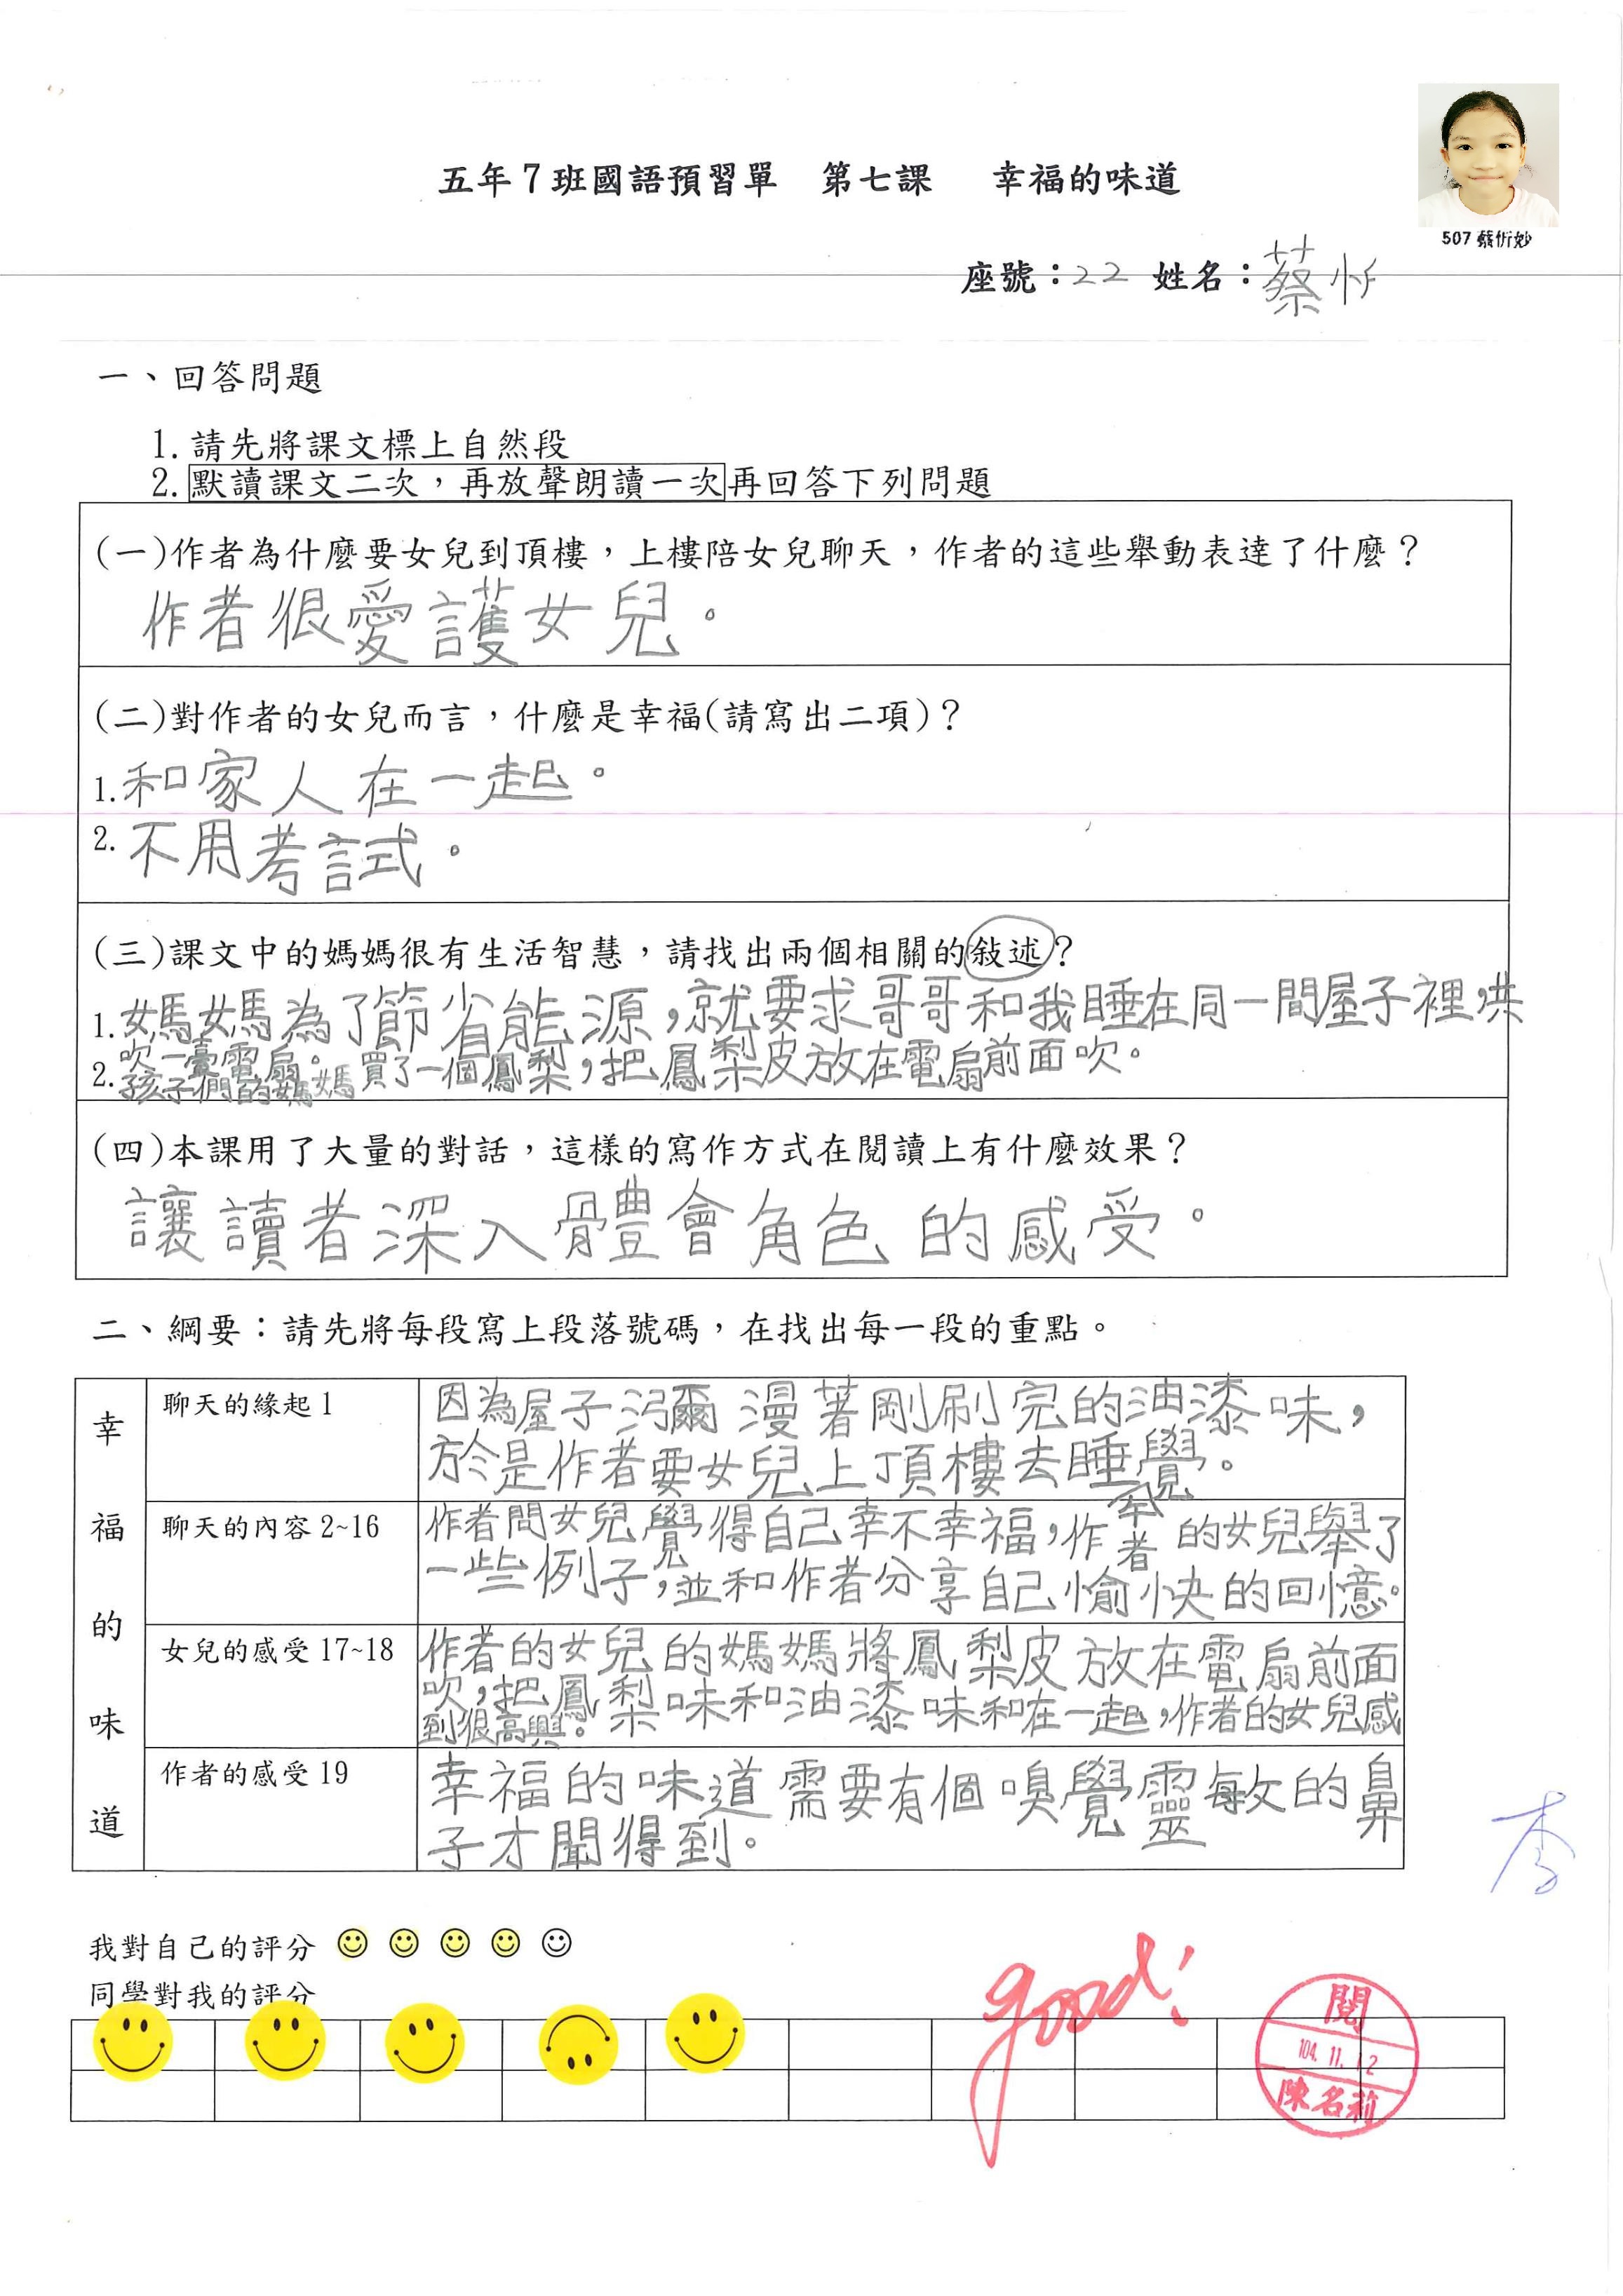 五年7班國語預習單 第七課 幸福的味道
507 蔡忻妙
座號：22 姓名：蔡忻
一、回答問題
1. 請先將課文標上自然段
2. 默讀課文二次，再放聲朗讀一次再回答下列問題
(一)作者為什麼要女兒到頂樓，上樓陪女兒聊天，作者的這些舉動表達了什麼？
作者很愛護女兒。
(二)對作者的女兒而言，什麼是幸福(請寫出二項)？
1. 和家人在一起。
2. 不用考試。
(三)課文中的媽媽很有生活智慧，請找出兩個相關的敍述？
1. 媽媽為了節省能源，就要求哥哥和我睡在同一間屋子裡，共
吹一臺電扇。
2. 孩子們的媽媽買了一個鳳梨，把鳳梨皮放在電扇前面吹。
(四)本課用了大量的對話，這樣的寫作方式在閱讀上有什麼效果？
讓讀者深入體會角色的感受。
二、綱要：請先將每段寫上段落號碼，在找出每一段的重點。
幸福的味道
聊天的緣起 1
因為屋子瀰漫著剛刷完的油漆味，
於是作者要女兒上頂樓去睡覺。
聊天的內容 2~16
作者問女兒覺得自己幸不幸福，作者的女兒舉了
一些例子，並和作者分享自己愉快的回憶。
女兒的感受 17~18
作者的女兒的媽媽將鳳梨皮放在電扇前面
吹，把鳳梨味和油漆味和在一起，作者的女兒感
到很高興。
作者的感受 19
幸福的味道需要有個嗅覺靈敏的鼻
子才聞得到。
李
我對自己的評分
同學對我的評分
good!
閱
104.11.12
陳名莉